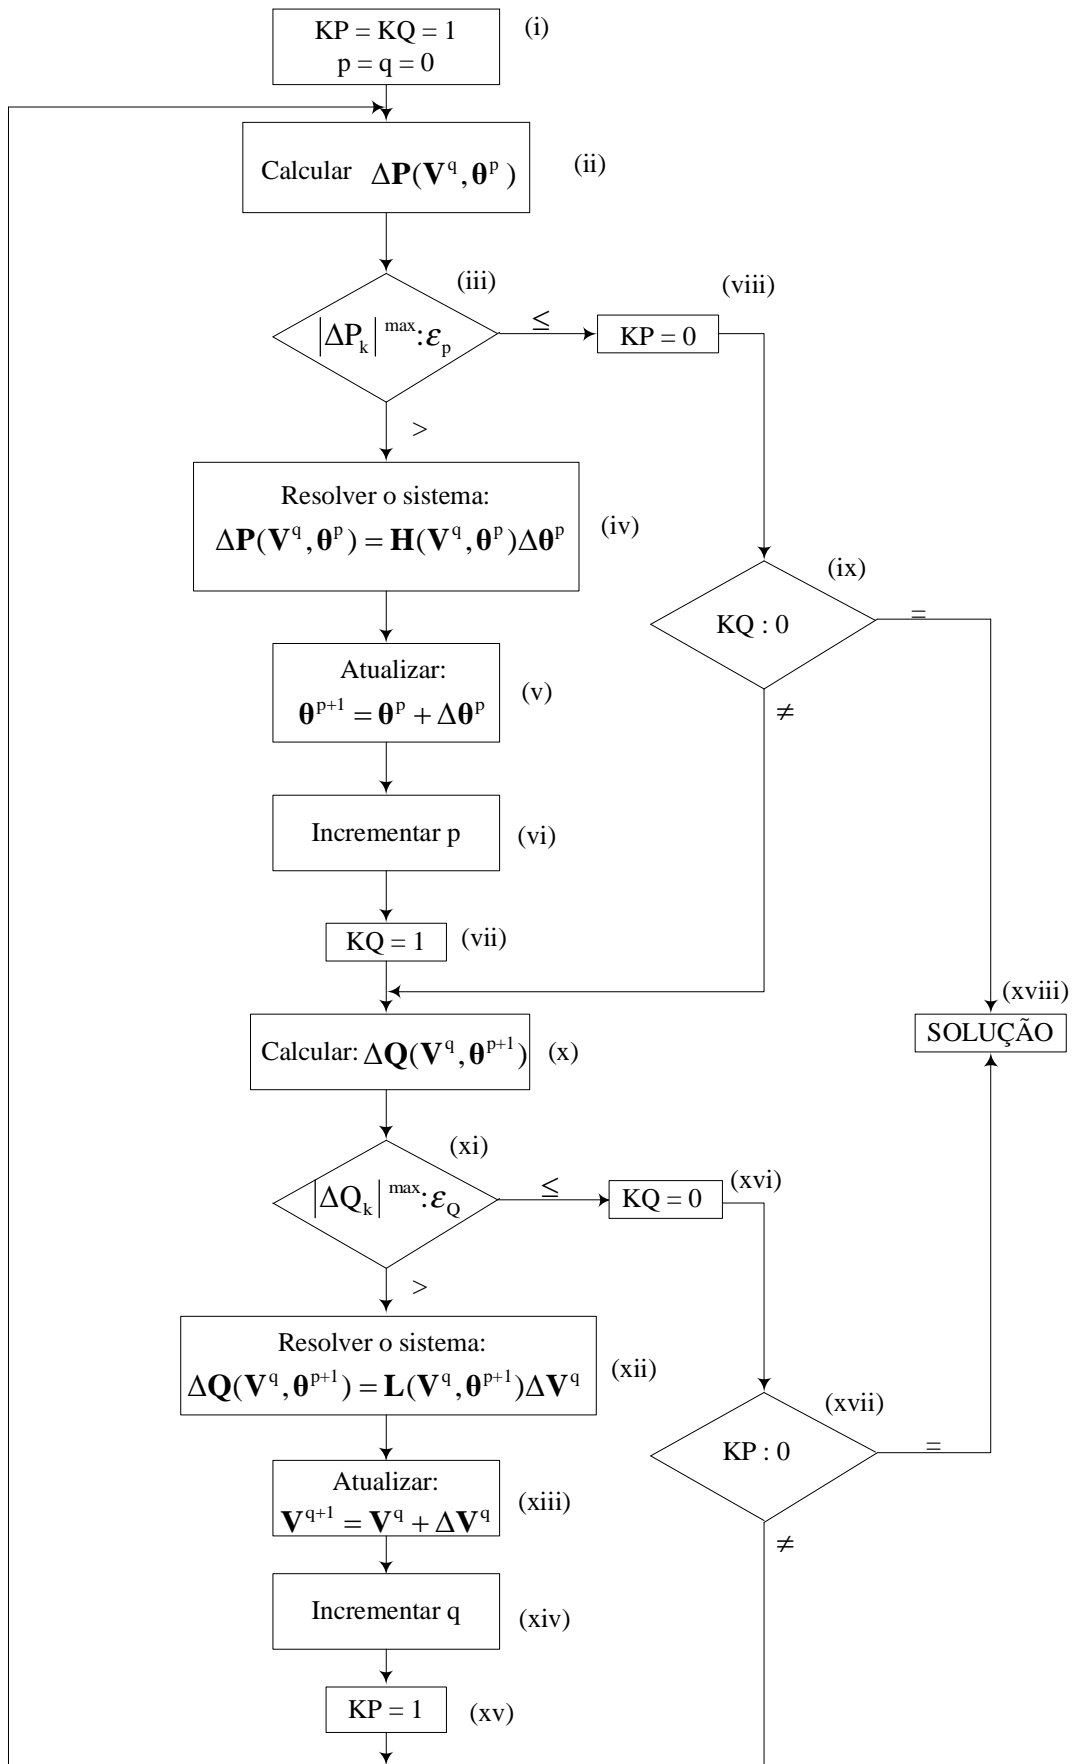 KP = KQ = 1
p = q = 0
(i)
Calcular ΔP(V^q, θ^p)
(ii)
(iii)
|ΔP_k|^max : ε_p
≤
(viii)
KP = 0
>
Resolver o sistema:
ΔP(V^q, θ^p) = H(V^q, θ^p)Δθ^p
(iv)
(ix)
KQ : 0
=
≠
Atualizar:
θ^{p+1} = θ^p + Δθ^p
(v)
Incrementar p
(vi)
KQ = 1
(vii)
(xviii)
SOLUÇÃO
Calcular: ΔQ(V^q, θ^{p+1})
(x)
(xi)
|ΔQ_k|^max : ε_Q
≤
KQ = 0
(xvi)
>
Resolver o sistema:
ΔQ(V^q, θ^{p+1}) = L(V^q, θ^{p+1})ΔV^q
(xii)
(xvii)
KP : 0
=
≠
Atualizar:
V^{q+1} = V^q + ΔV^q
(xiii)
Incrementar q
(xiv)
KP = 1
(xv)